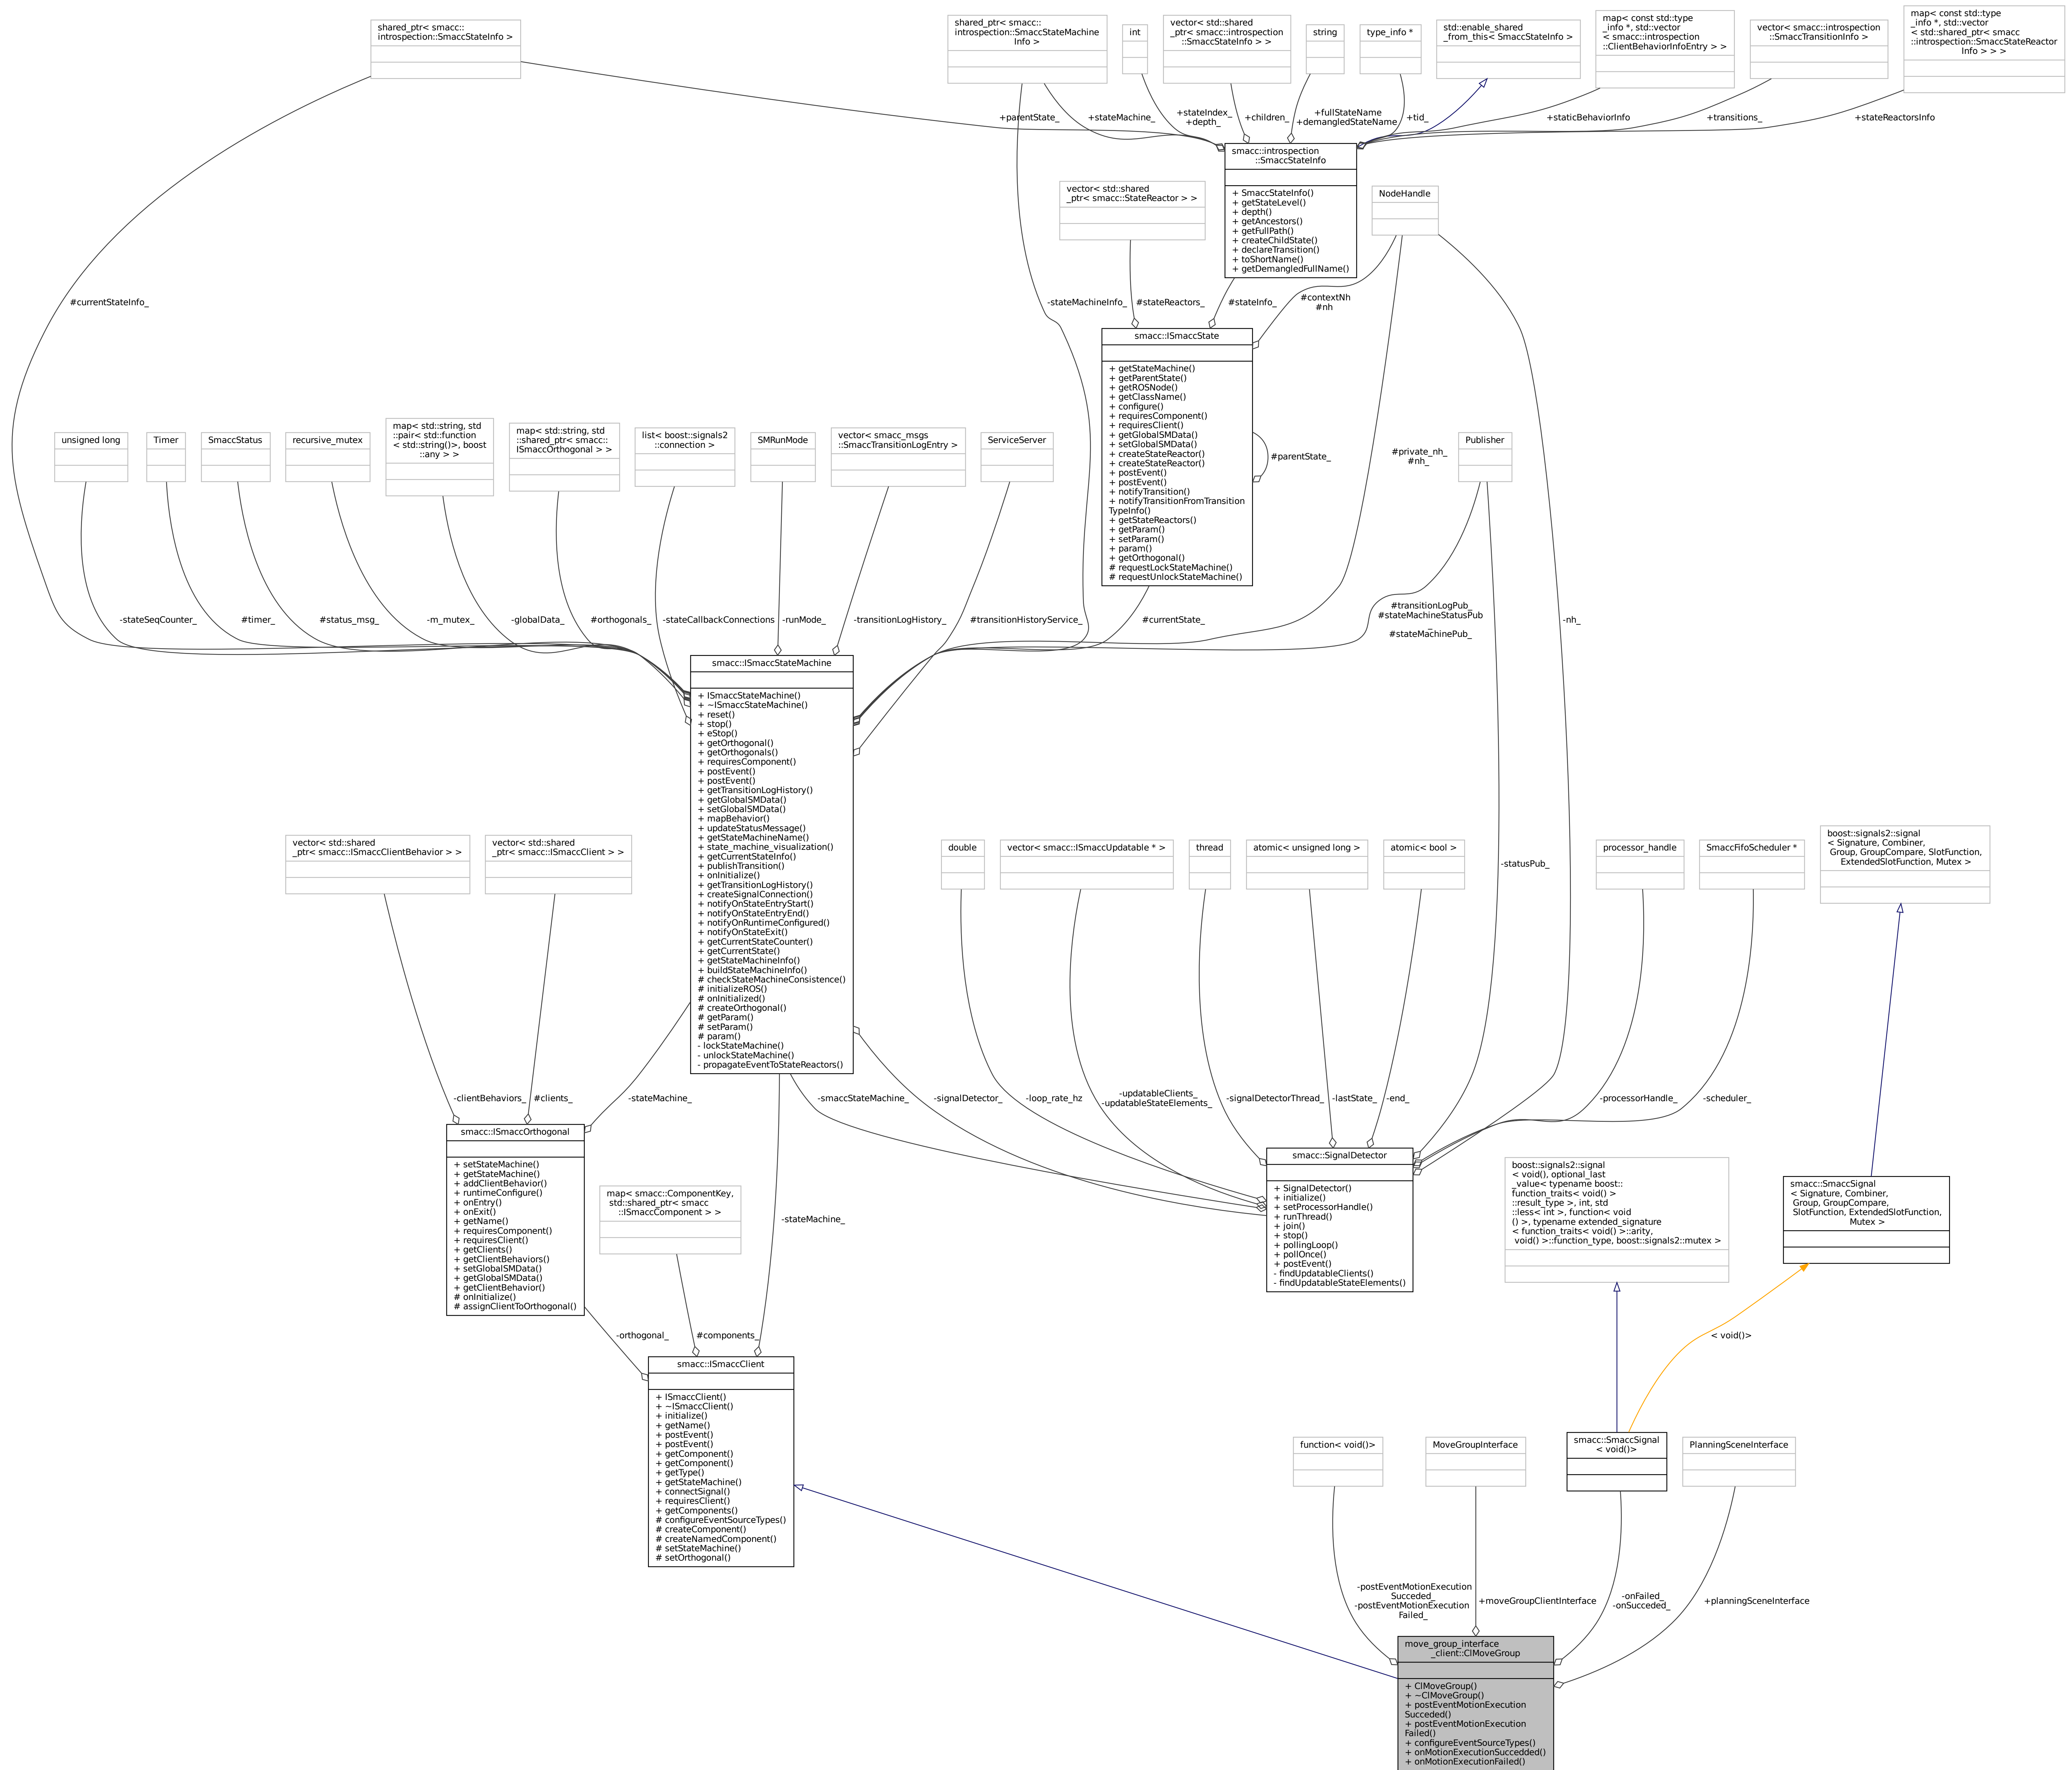 shared_ptr< smacc::
introspection::SmaccStateInfo >
shared_ptr< smacc::
introspection::SmaccStateMachine
Info >
int
vector< std::shared
_ptr< smacc::introspection
::SmaccStateInfo > >
string
type_info *
std::enable_shared
_from_this< SmaccStateInfo >
map< const std::type
_info *, std::vector
< smacc::introspection
::ClientBehaviorInfoEntry > >
vector< smacc::introspection
::SmaccTransitionInfo >
map< const std::type
_info *, std::vector
< std::shared_ptr< smacc
::introspection::SmaccStateReactor
Info > > >
+parentState_
+stateMachine_
+stateIndex_
+depth_
+children_
+fullStateName
+demangledStateName
+tid_
+staticBehaviorInfo
+transitions_
+stateReactorsInfo
smacc::introspection
::SmaccStateInfo
+ SmaccStateInfo()
+ getStateLevel()
+ depth()
+ getAncestors()
+ getFullPath()
+ createChildState()
+ declareTransition()
+ toShortName()
+ getDemangledFullName()
vector< std::shared
_ptr< smacc::StateReactor > >
NodeHandle
#currentStateInfo_
-stateMachineInfo_
#stateReactors_
#stateInfo_
#contextNh
#nh
smacc::ISmaccState
+ getStateMachine()
+ getParentState()
+ getROSNode()
+ getClassName()
+ configure()
+ requiresComponent()
+ requiresClient()
+ getGlobalSMData()
+ setGlobalSMData()
+ createStateReactor()
+ createStateReactor()
+ postEvent()
+ postEvent()
+ notifyTransition()
+ notifyTransitionFromTransition
TypeInfo()
+ getStateReactors()
+ getParam()
+ setParam()
+ param()
+ getOrthogonal()
# requestLockStateMachine()
# requestUnlockStateMachine()
#parentState_
#private_nh_
#nh_
unsigned long
Timer
SmaccStatus
recursive_mutex
map< std::string, std
::pair< std::function
< std::string()>, boost
::any > >
map< std::string, std
::shared_ptr< smacc::
ISmaccOrthogonal > >
list< boost::signals2
::connection >
SMRunMode
vector< smacc_msgs
::SmaccTransitionLogEntry >
ServiceServer
Publisher
-stateSeqCounter_
#timer_
#status_msg_
-m_mutex_
-globalData_
#orthogonals_
-stateCallbackConnections
-runMode_
-transitionLogHistory_
#transitionHistoryService_
#currentState_
#transitionLogPub_
#stateMachineStatusPub
_
#stateMachinePub_
-nh_
smacc::ISmaccStateMachine
+ ISmaccStateMachine()
+ ~ISmaccStateMachine()
+ reset()
+ stop()
+ eStop()
+ getOrthogonal()
+ getOrthogonals()
+ requiresComponent()
+ postEvent()
+ postEvent()
+ getTransitionLogHistory()
+ getGlobalSMData()
+ setGlobalSMData()
+ mapBehavior()
+ updateStatusMessage()
+ getStateMachineName()
+ state_machine_visualization()
+ getCurrentStateInfo()
+ publishTransition()
+ onInitialize()
+ getTransitionLogHistory()
+ createSignalConnection()
+ notifyOnStateEntryStart()
+ notifyOnStateEntryEnd()
+ notifyOnRuntimeConfigured()
+ notifyOnStateExit()
+ getCurrentStateCounter()
+ getCurrentState()
+ getStateMachineInfo()
+ buildStateMachineInfo()
# checkStateMachineConsistence()
# initializeROS()
# onInitialized()
# createOrthogonal()
# getParam()
# setParam()
# param()
- lockStateMachine()
- unlockStateMachine()
- propagateEventToStateReactors()
vector< std::shared
_ptr< smacc::ISmaccClientBehavior > >
vector< std::shared
_ptr< smacc::ISmaccClient > >
double
vector< smacc::ISmaccUpdatable * >
thread
atomic< unsigned long >
atomic< bool >
-statusPub_
processor_handle
SmaccFifoScheduler *
boost::signals2::signal
< Signature, Combiner,
Group, GroupCompare, SlotFunction,
ExtendedSlotFunction, Mutex >
-clientBehaviors_
#clients_
-stateMachine_
-smaccStateMachine_
-signalDetector_
-loop_rate_hz
-updatableClients_
-updatableStateElements_
-signalDetectorThread_
-lastState_
-end_
-processorHandle_
-scheduler_
smacc::ISmaccOrthogonal
+ setStateMachine()
+ getStateMachine()
+ addClientBehavior()
+ runtimeConfigure()
+ onEntry()
+ onExit()
+ getName()
+ requiresComponent()
+ requiresClient()
+ getClients()
+ getClientBehaviors()
+ setGlobalSMData()
+ getGlobalSMData()
+ getClientBehavior()
# onInitialize()
# assignClientToOrthogonal()
map< smacc::ComponentKey,
std::shared_ptr< smacc
::ISmaccComponent > >
-stateMachine_
smacc::SignalDetector
+ SignalDetector()
+ initialize()
+ setProcessorHandle()
+ runThread()
+ join()
+ stop()
+ pollingLoop()
+ pollOnce()
+ postEvent()
- findUpdatableClients()
- findUpdatableStateElements()
boost::signals2::signal
< void(), optional_last
_value< typename boost::
function_traits< void() >
::result_type >, int, std
::less< int >, function< void
() >, typename extended_signature
< function_traits< void() >::arity,
void() >::function_type, boost::signals2::mutex >
smacc::SmaccSignal
< Signature, Combiner,
Group, GroupCompare,
SlotFunction, ExtendedSlotFunction,
Mutex >
-orthogonal_
#components_
< void()>
smacc::ISmaccClient
+ ISmaccClient()
+ ~ISmaccClient()
+ initialize()
+ getName()
+ postEvent()
+ postEvent()
+ getComponent()
+ getComponent()
+ getType()
+ getStateMachine()
+ connectSignal()
+ requiresClient()
+ getComponents()
# configureEventSourceTypes()
# createComponent()
# createNamedComponent()
# setStateMachine()
# setOrthogonal()
function< void()>
MoveGroupInterface
smacc::SmaccSignal
< void()>
PlanningSceneInterface
-postEventMotionExecution
Succeded_
-postEventMotionExecution
Failed_
+moveGroupClientInterface
-onFailed_
-onSucceded_
+planningSceneInterface
move_group_interface
_client::ClMoveGroup
+ ClMoveGroup()
+ ~ClMoveGroup()
+ postEventMotionExecution
Succeded()
+ postEventMotionExecution
Failed()
+ configureEventSourceTypes()
+ onMotionExecutionSuccedded()
+ onMotionExecutionFailed()